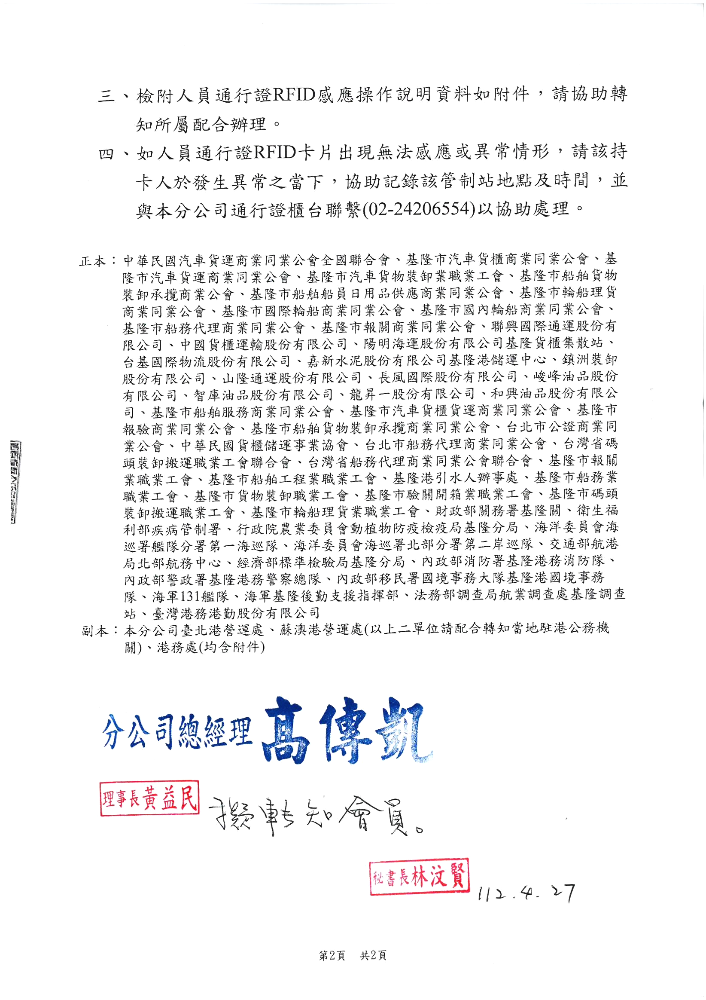 三、檢附人員通行證RFID感應操作說明資料如附件，請協助轉
知所屬配合辦理。
四、如人員通行證RFID卡片出現無法感應或異常情形，請該持
卡人於發生異常之當下，協助記錄該管制站地點及時間，並
與本分公司通行證櫃台聯繫(02-24206554)以協助處理。
正本：中華民國汽車貨運商業同業公會全國聯合會、基隆市汽車貨櫃商業同業公會、基
隆市汽車貨運商業同業公會、基隆市汽車貨物裝卸業職業工會、基隆市船舶貨物
裝卸承攬商業公會、基隆市船舶船員日用品供應商業同業公會、基隆市輪船理貨
商業同業公會、基隆市國際輪船商業同業公會、基隆市國內輪船商業同業公會、
基隆市船務代理商業同業公會、基隆市報關商業同業公會、聯興國際通運股份有
限公司、中國貨櫃運輸股份有限公司、陽明海運股份有限公司基隆貨櫃集散站、
台基國際物流股份有限公司、嘉新水泥股份有限公司基隆港儲運中心、鎮洲裝卸
股份有限公司、山隆通運股份有限公司、長風國際股份有限公司、峻峰油品股份
有限公司、智庫油品股份有限公司、龍昇一股份有限公司、和興油品股份有限公
司、基隆市船舶服務商業同業公會、基隆市汽車貨櫃貨運商業同業公會、基隆市
報驗商業同業公會、基隆市船舶貨物裝卸承攬商業同業公會、台北市公證商業同
業公會、中華民國貨櫃儲運事業協會、台北市船務代理商業同業公會、台灣省碼
頭裝卸搬運職業工會聯合會、台灣省船務代理商業同業公會聯合會、基隆市報關
業職業工會、基隆市船舶工程業職業工會、基隆港引水人辦事處、基隆市船務業
職業工會、基隆市貨物裝卸職業工會、基隆市驗關開箱業職業工會、基隆市碼頭
裝卸搬運職業工會、基隆市輪船理貨業職業工會、財政部關務署基隆關、衛生福
利部疾病管制署、行政院農業委員會動植物防疫檢疫局基隆分局、海洋委員會海
巡署艦隊分署第一海巡隊、海洋委員會海巡署北部分署第二岸巡隊、交通部航港
局北部航務中心、經濟部標準檢驗局基隆分局、內政部消防署基隆港務消防隊、
內政部警政署基隆港務警察總隊、內政部移民署國境事務大隊基隆港國境事務
隊、海軍131艦隊、海軍基隆後勤支援指揮部、法務部調查局航業調查處基隆調查
站、臺灣港務港勤股份有限公司
副本：本分公司臺北港營運處、蘇澳港營運處(以上二單位請配合轉知當地駐港公務機
關)、港務處(均含附件)
分公司總經理 高傳凱
理事長黃益民
擬轉知會員。
秘書長林汶賢
112.4.27
第2頁 共2頁